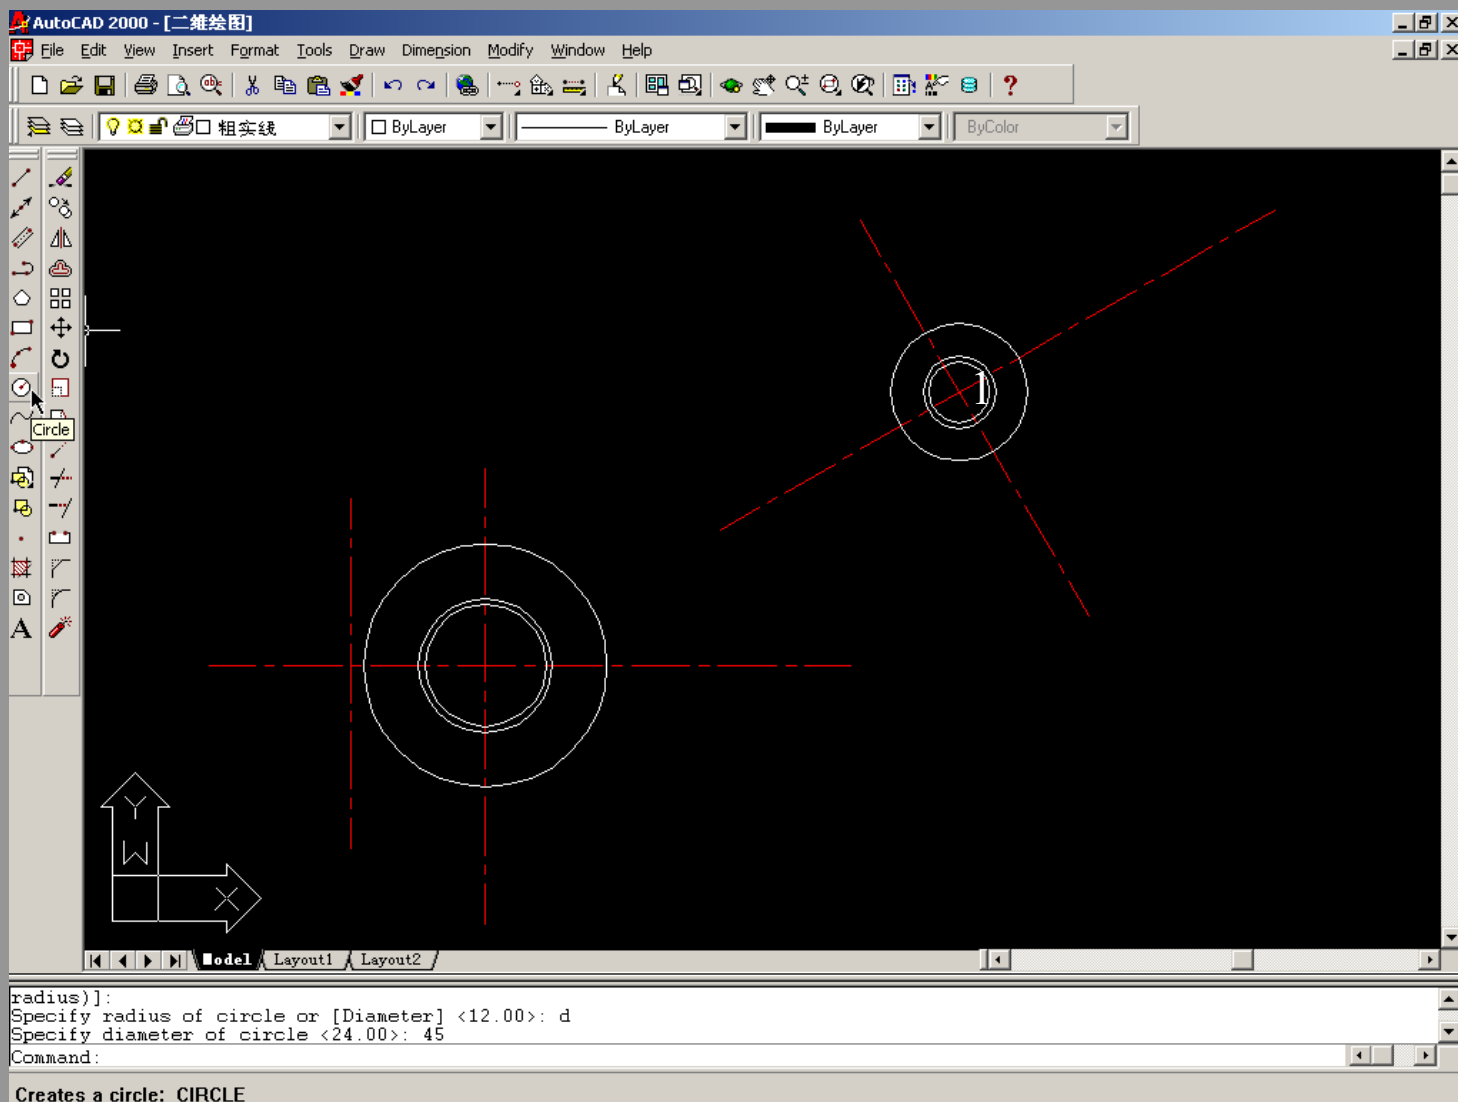 AutoCAD 2000 - [二维绘图]
File Edit View Insert Format Tools Draw Dimension Modify Window Help
粗实线 ByLayer ByLayer ByLayer ByColor
1
Circle
A
Y
W
X
Model Layout1 Layout2
radius)]:
Specify radius of circle or [Diameter] <12.00>: d
Specify diameter of circle <24.00>: 45
Command:
Creates a circle: CIRCLE